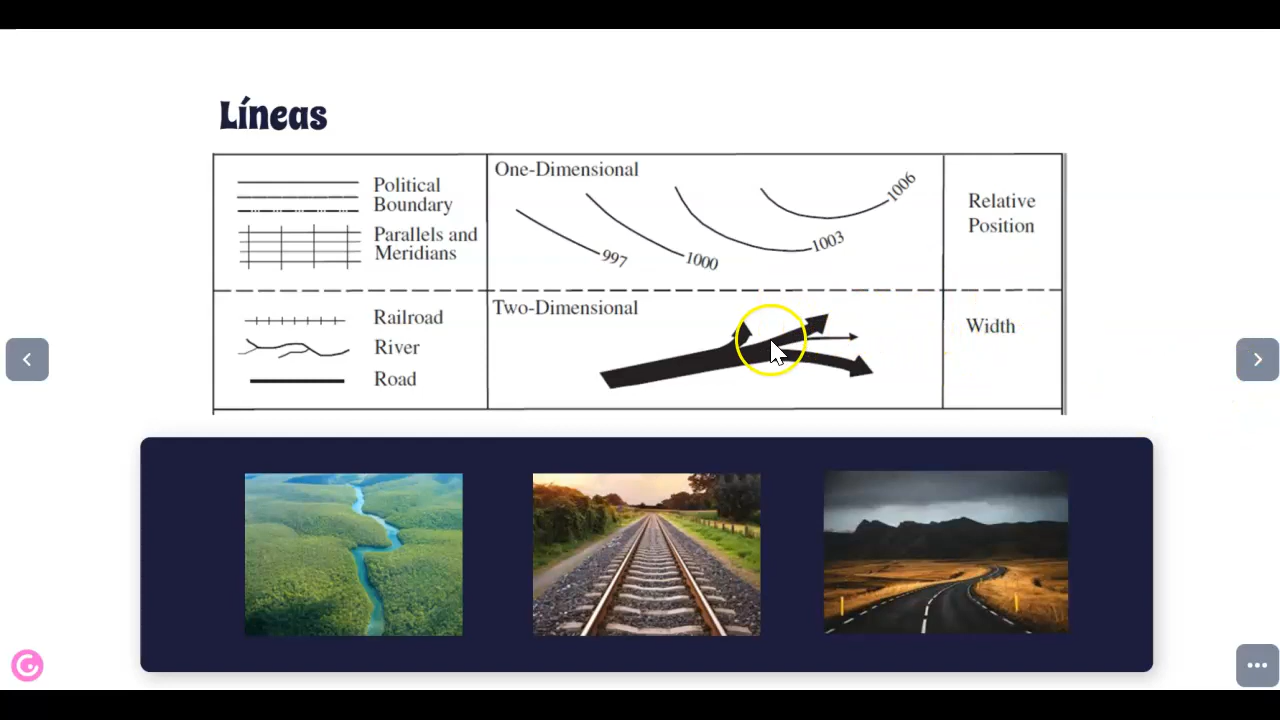 Líneas
Political
Boundary
Parallels and
Meridians
One-Dimensional
997
1000
1003
1006
Relative
Position
Railroad
River
Road
Two-Dimensional
Width